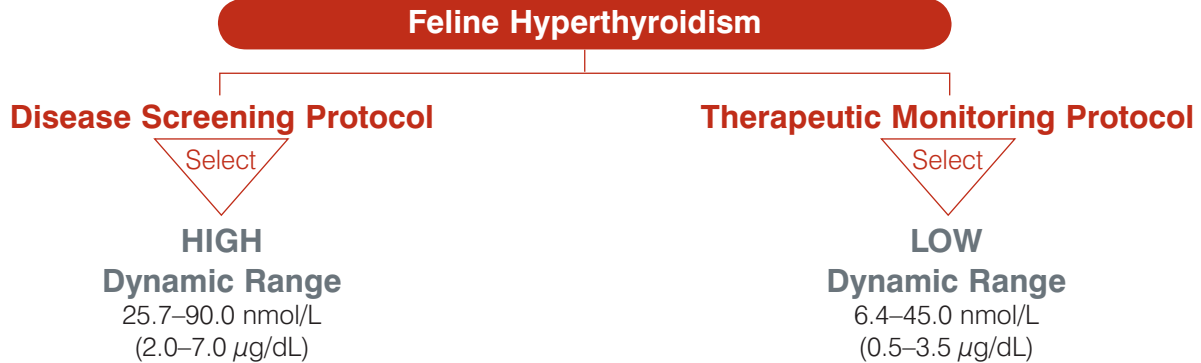 Feline Hyperthyroidism
Disease Screening Protocol
Select
HIGH
Dynamic Range
25.7–90.0 nmol/L
(2.0–7.0 µg/dL)
Therapeutic Monitoring Protocol
Select
LOW
Dynamic Range
6.4–45.0 nmol/L
(0.5–3.5 µg/dL)